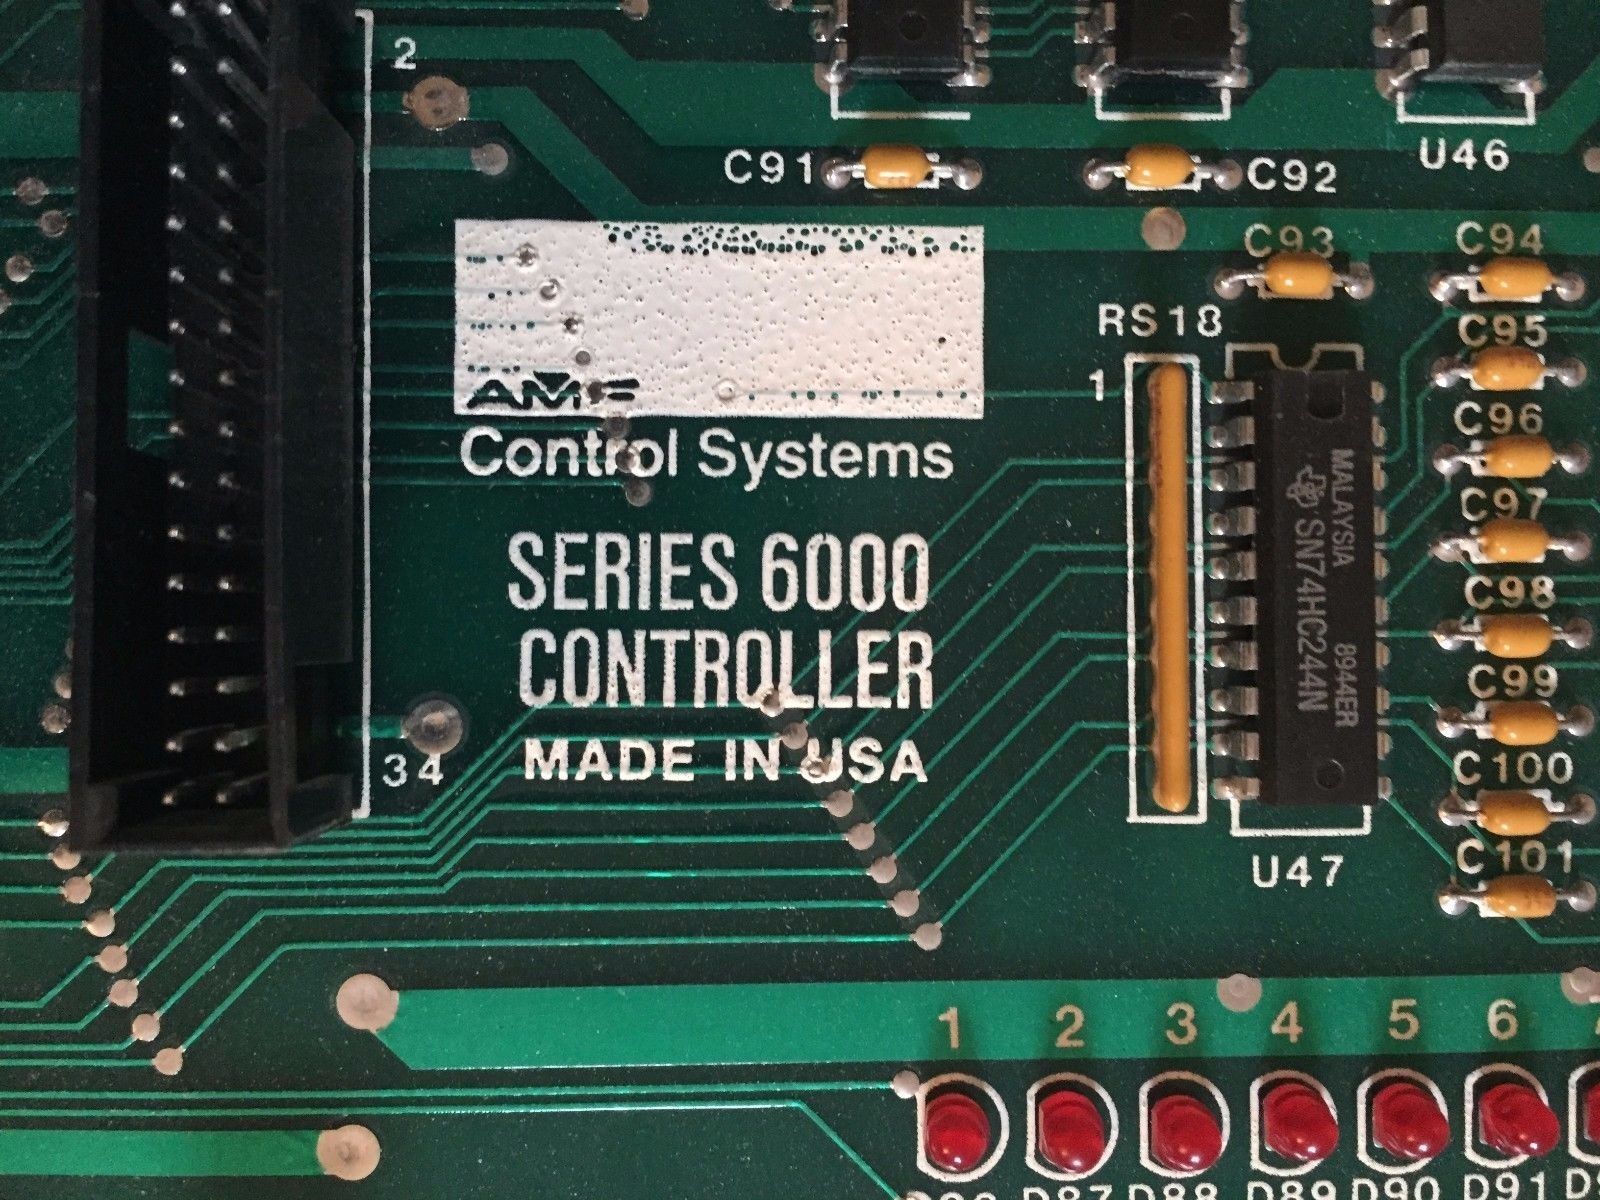 2
U46
C91
C92
C93
C94
RS18
C95
1
AMF
Control Systems
C96
MALAYSIA
SN74HC244N
8944ER
C97
SERIES 6000
CONTROLLER
MADE IN USA
C98
C99
34
C100
C101
U47
1 2 3 4 5 6
D87 D88 D89 D90 D91